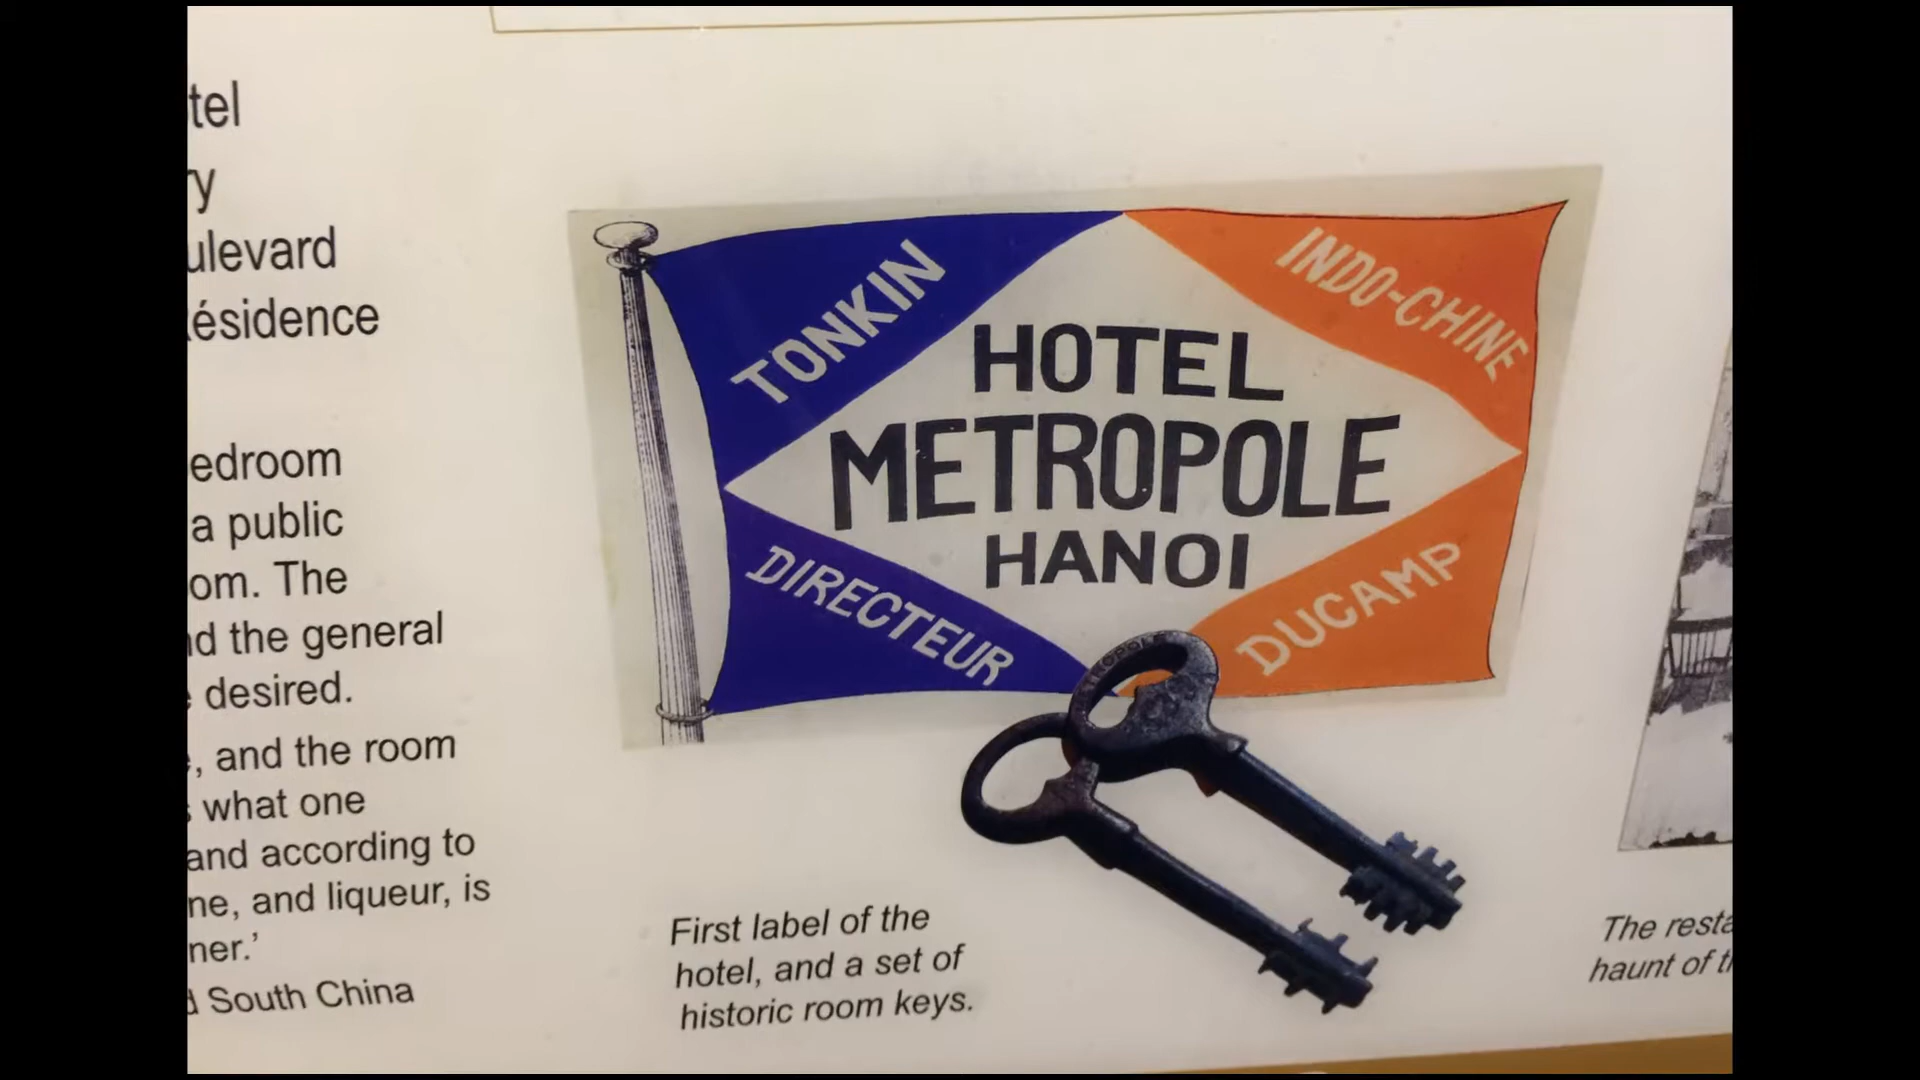 ulevard
ésidence
edroom
a public
om. The
d the general
desired.
, and the room
what one
and according to
ne, and liqueur, is
ner.’
South China
TONKIN
INDO-CHINE
HOTEL
METROPOLE
HANOI
DIRECTEUR
DUCAMP
First label of the
hotel, and a set of
historic room keys.
The resta
haunt of t